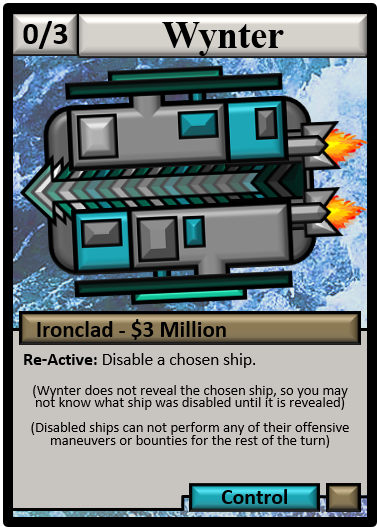 0/3 Wynter
Ironclad - $3 Million
Re-Active: Disable a chosen ship.
(Wynter does not reveal the chosen ship, so you may
not know what ship was disabled until it is revealed)
(Disabled ships can not perform any of their offensive
maneuvers or bounties for the rest of the turn)
Control